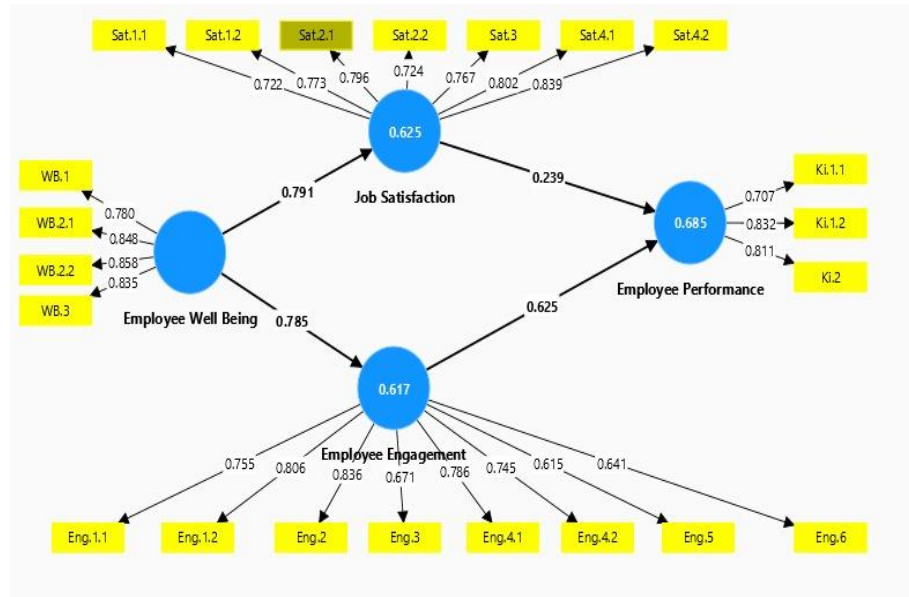 Sat.1.1 Sat.1.2 Sat.2.1 Sat.2.2 Sat.3 Sat.4.1 Sat.4.2
0.722 0.773 0.796 0.724 0.767 0.802 0.839
0.625
Job Satisfaction
WB.1
WB.2.1
WB.2.2
WB.3
0.780
0.848
0.858
0.835
Employee Well Being
0.791
0.785
0.239
0.625
0.685
Employee Performance
0.707
0.832
0.811
Ki.1.1
Ki.1.2
Ki.2
0.617
Employee Engagement
0.755 0.806 0.836 0.671 0.786 0.745 0.615 0.641
Eng.1.1 Eng.1.2 Eng.2 Eng.3 Eng.4.1 Eng.4.2 Eng.5 Eng.6